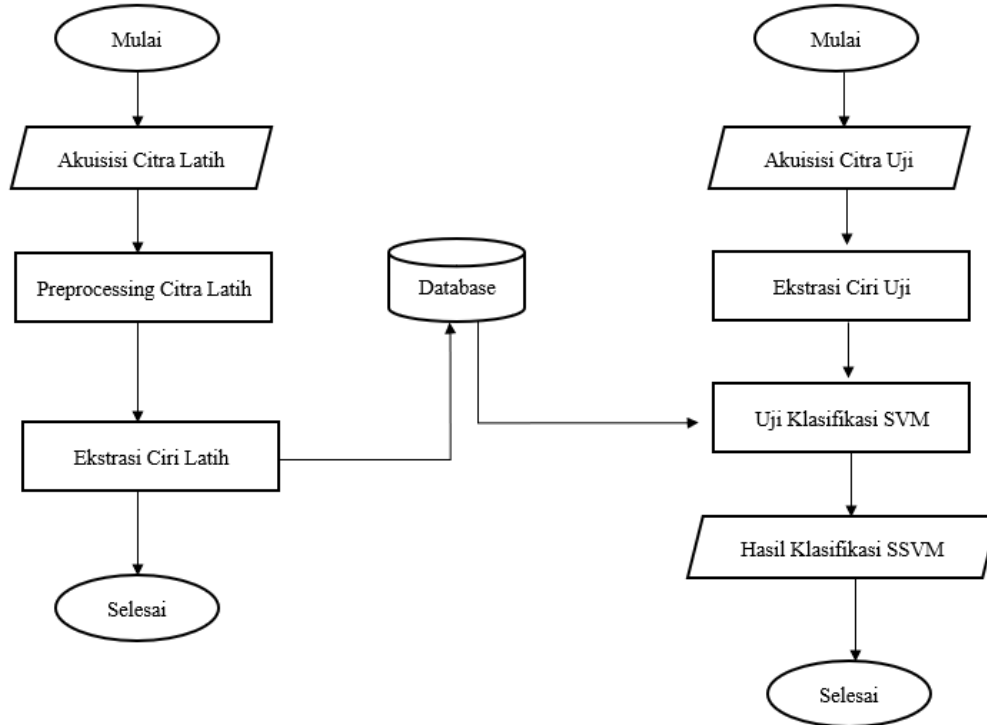 Mulai
Akuisisi Citra Latih
Preprocessing Citra Latih
Ekstrasi Ciri Latih
Selesai
Database
Mulai
Akuisisi Citra Uji
Ekstrasi Ciri Uji
Uji Klasifikasi SVM
Hasil Klasifikasi SSVM
Selesai